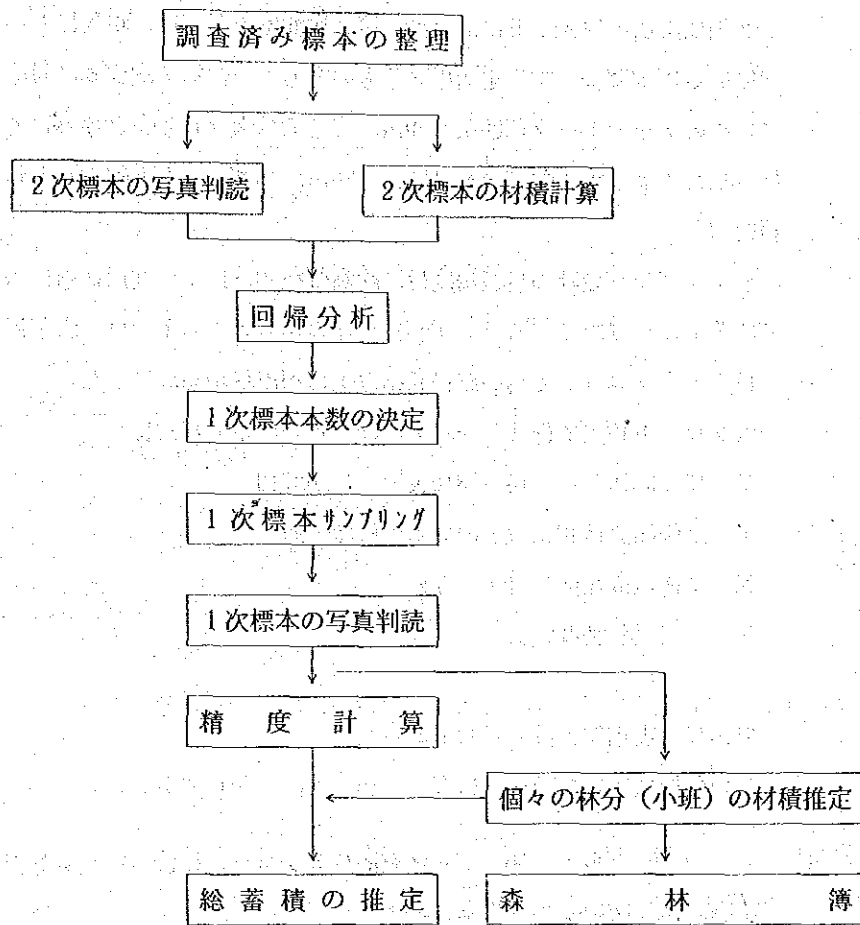 調査済み標本の整理
2次標本の写真判読
2次標本の材積計算
回帰分析
1次標本本数の決定
1次標本サンプリング
1次標本の写真判読
精度計算
個々の林分（小班）の材積推定
総蓄積の推定
森林簿